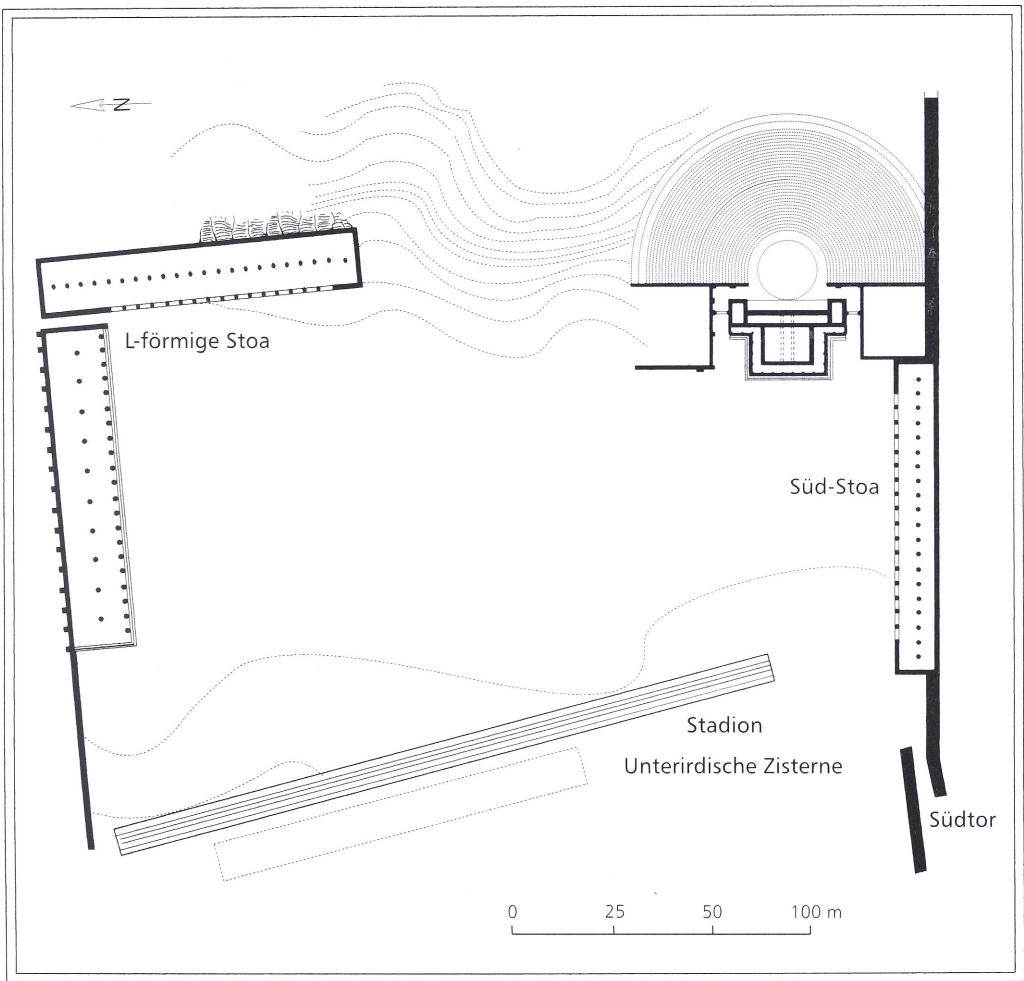 N
L-förmige Stoa
Süd-Stoa
Stadion
Unterirdische Zisterne
Südtor
0 25 50 100 m